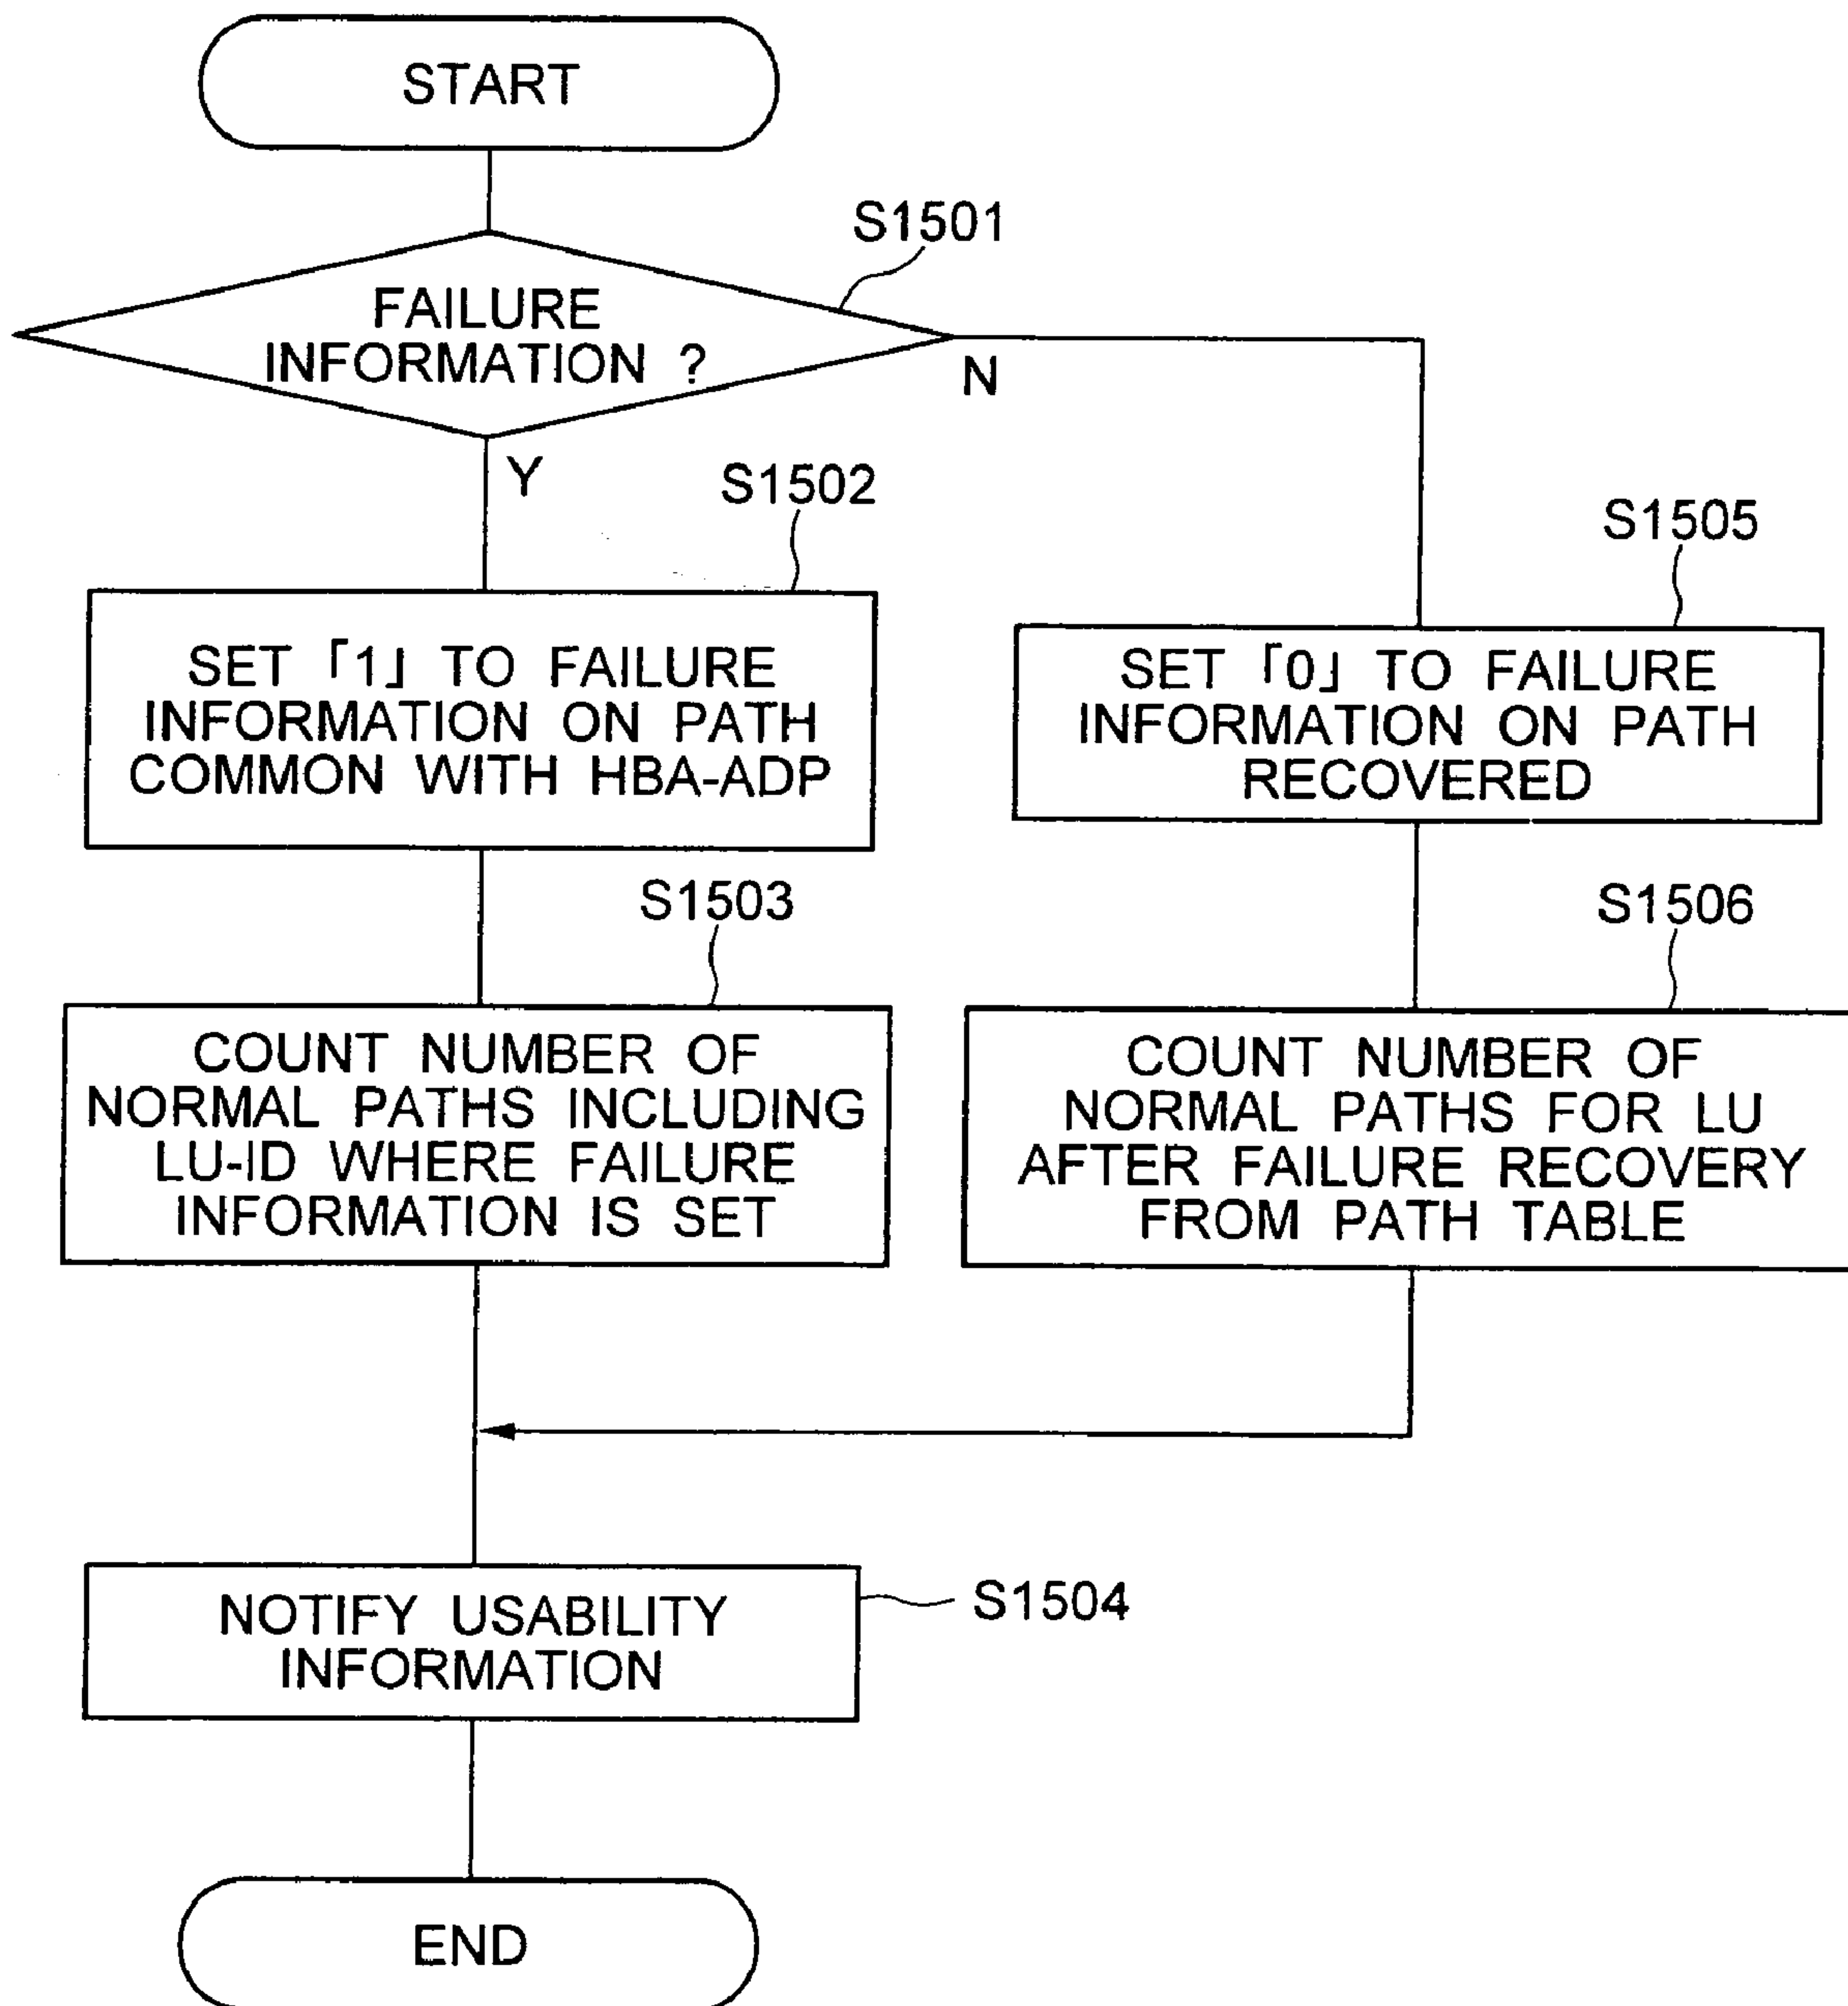 START
S1501
FAILURE
INFORMATION ?
N
Y
S1502
SET「1」TO FAILURE
INFORMATION ON PATH
COMMON WITH HBA-ADP
S1505
SET「0」TO FAILURE
INFORMATION ON PATH
RECOVERED
S1503
COUNT NUMBER OF
NORMAL PATHS INCLUDING
LU-ID WHERE FAILURE
INFORMATION IS SET
S1506
COUNT NUMBER OF
NORMAL PATHS FOR LU
AFTER FAILURE RECOVERY
FROM PATH TABLE
NOTIFY USABILITY
INFORMATION
S1504
END